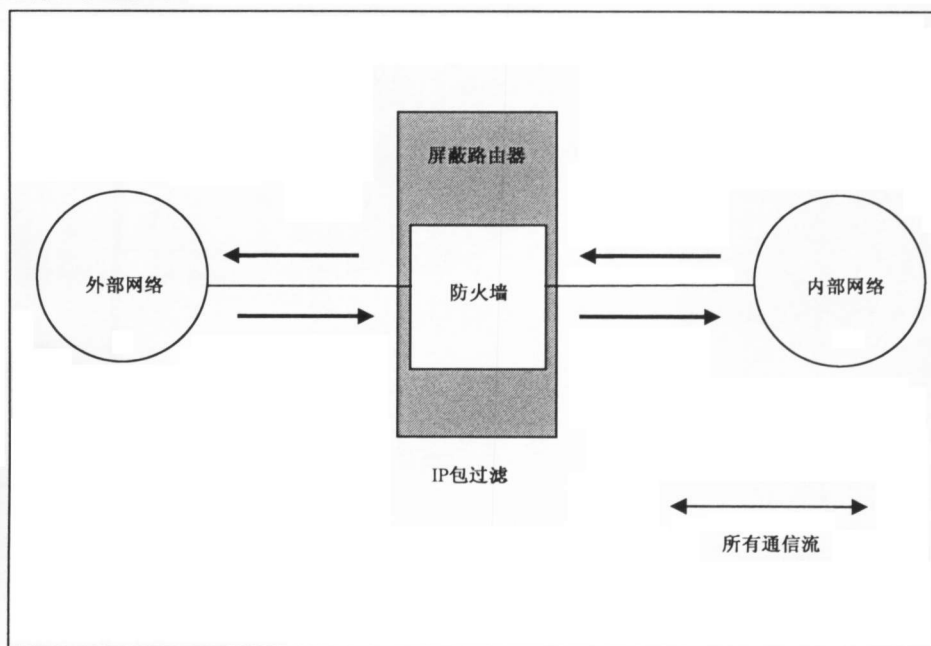 屏蔽路由器
外部网络
防火墙
内部网络
IP包过滤
所有通信流